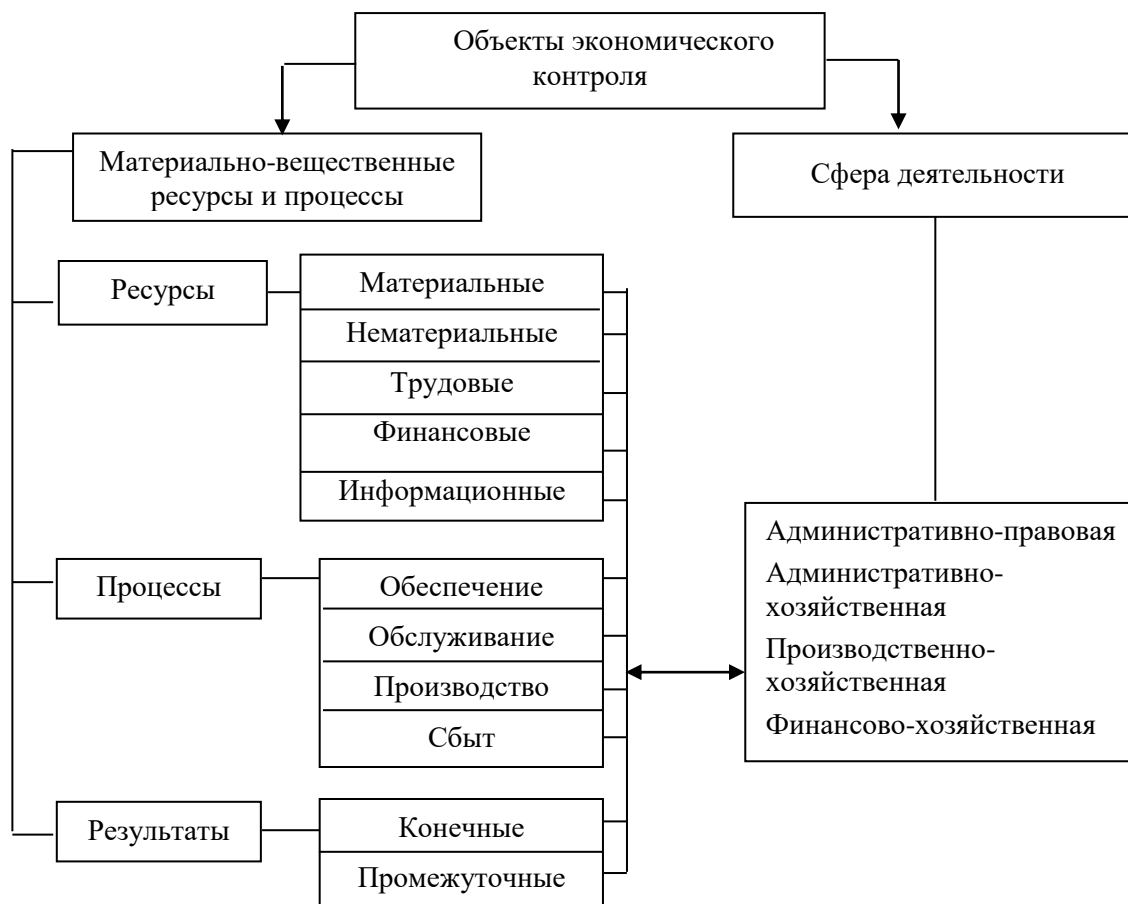 Объекты экономического
контроля
Материально-вещественные
ресурсы и процессы
Сфера деятельности
Ресурсы
Материальные
Нематериальные
Трудовые
Финансовые
Информационные
Процессы
Обеспечение
Обслуживание
Производство
Сбыт
Административно-правовая
Административно-
хозяйственная
Производственно-
хозяйственная
Финансово-хозяйственная
Результаты
Конечные
Промежуточные